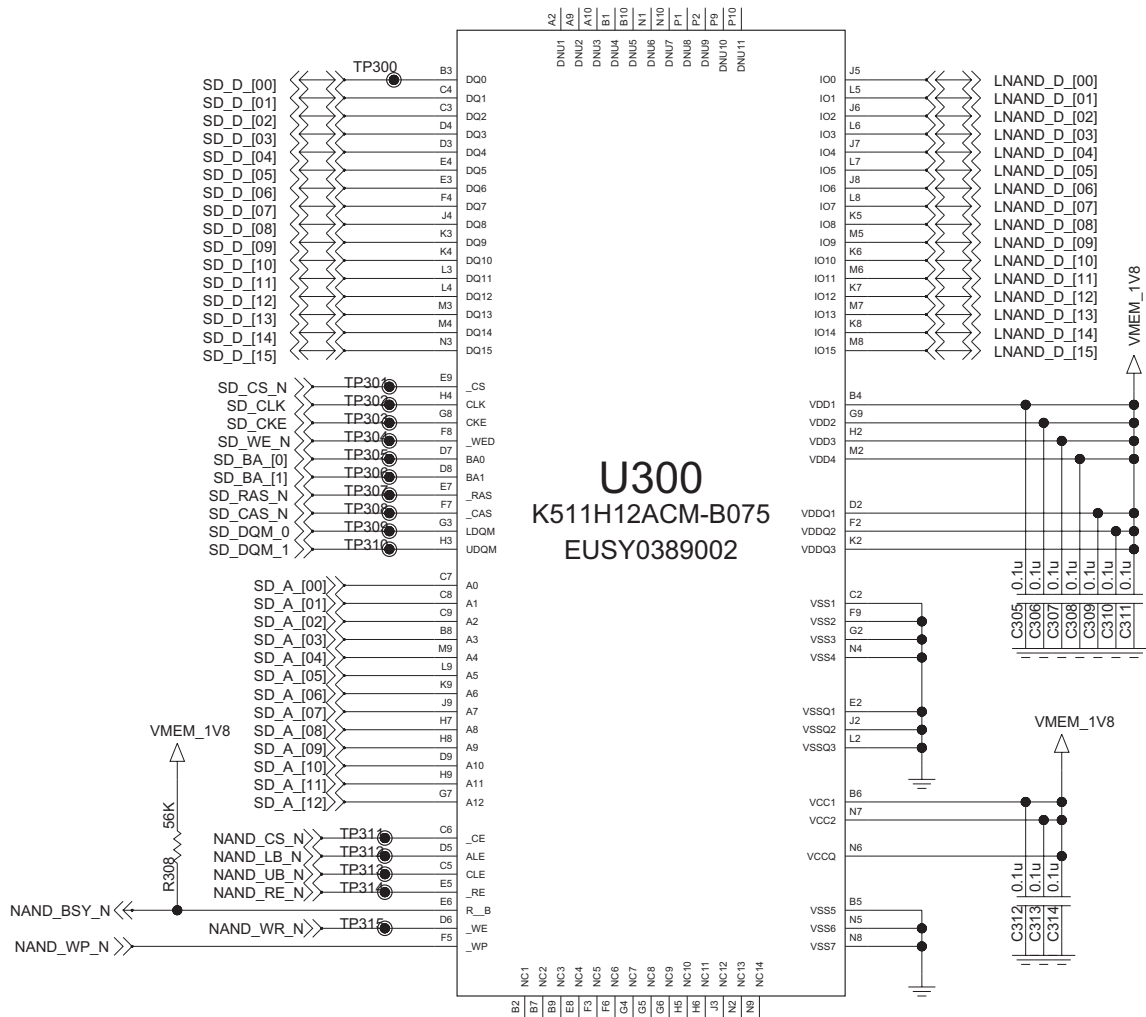 A2 A9 A10 B1 B10 N1 N10 P1 P2 P9 P10
DNU1 DNU2 DNU3 DNU4 DNU5 DNU6 DNU7 DNU8 DNU9 DNU10 DNU11
U300
K511H12ACM-B075
EUSY0389002
TP300
SD_D_[00] B3 DQ0
SD_D_[01] C4 DQ1
SD_D_[02] C3 DQ2
SD_D_[03] D4 DQ3
SD_D_[04] D3 DQ4
SD_D_[05] E4 DQ5
SD_D_[06] E3 DQ6
SD_D_[07] F4 DQ7
SD_D_[08] J4 DQ8
SD_D_[09] K3 DQ9
SD_D_[10] K4 DQ10
SD_D_[11] L3 DQ11
SD_D_[12] L4 DQ12
SD_D_[13] M3 DQ13
SD_D_[14] M4 DQ14
SD_D_[15] N3 DQ15
SD_CS_N TP301 E9 _CS
SD_CLK TP302 H4 CLK
SD_CKE TP303 G8 CKE
SD_WE_N TP304 F8 _WED
SD_BA_[0] TP305 D7 BA0
SD_BA_[1] TP306 D8 BA1
SD_RAS_N TP307 E7 _RAS
SD_CAS_N TP308 F7 _CAS
SD_DQM_0 TP309 G3 LDQM
SD_DQM_1 TP310 H3 UDQM
SD_A_[00] C7 A0
SD_A_[01] C8 A1
SD_A_[02] C9 A2
SD_A_[03] B8 A3
SD_A_[04] M9 A4
SD_A_[05] L9 A5
SD_A_[06] K9 A6
SD_A_[07] J9 A7
SD_A_[08] H7 A8
SD_A_[09] H8 A9
SD_A_[10] D9 A10
SD_A_[11] H9 A11
SD_A_[12] G7 A12
VMEM_1V8
R308 56K
NAND_CS_N TP311 C6 _CE
NAND_LB_N TP312 D5 ALE
NAND_UB_N TP313 C5 CLE
NAND_RE_N TP314 E5 _RE
NAND_BSY_N E6 R__B
NAND_WR_N TP315 D6 _WE
NAND_WP_N F5 _WP
IO0 J5 LNAND_D_[00]
IO1 L5 LNAND_D_[01]
IO2 J6 LNAND_D_[02]
IO3 L6 LNAND_D_[03]
IO4 J7 LNAND_D_[04]
IO5 L7 LNAND_D_[05]
IO6 J8 LNAND_D_[06]
IO7 L8 LNAND_D_[07]
IO8 K5 LNAND_D_[08]
IO9 M5 LNAND_D_[09]
IO10 K6 LNAND_D_[10]
IO11 M6 LNAND_D_[11]
IO12 K7 LNAND_D_[12]
IO13 M7 LNAND_D_[13]
IO14 K8 LNAND_D_[14]
IO15 M8 LNAND_D_[15]
VMEM_1V8
VDD1 B4
VDD2 G9
VDD3 H2
VDD4 M2
VDDQ1 D2
VDDQ2 F2
VDDQ3 K2
C305 0.1u
C306 0.1u
C307 0.1u
C308 0.1u
C309 0.1u
C310 0.1u
C311 0.1u
VSS1 C2
VSS2 F9
VSS3 G2
VSS4 N4
VSSQ1 E2
VSSQ2 J2
VSSQ3 L2
VMEM_1V8
VCC1 B6
VCC2 N7
VCCQ N6
C312 0.1u
C313 0.1u
C314 0.1u
VSS5 B5
VSS6 N5
VSS7 N8
NC1 NC2 NC3 NC4 NC5 NC6 NC7 NC8 NC9 NC10 NC11 NC12 NC13 NC14
B2 B7 B9 E8 F3 F6 G4 G5 G6 H5 H6 J3 N2 N9